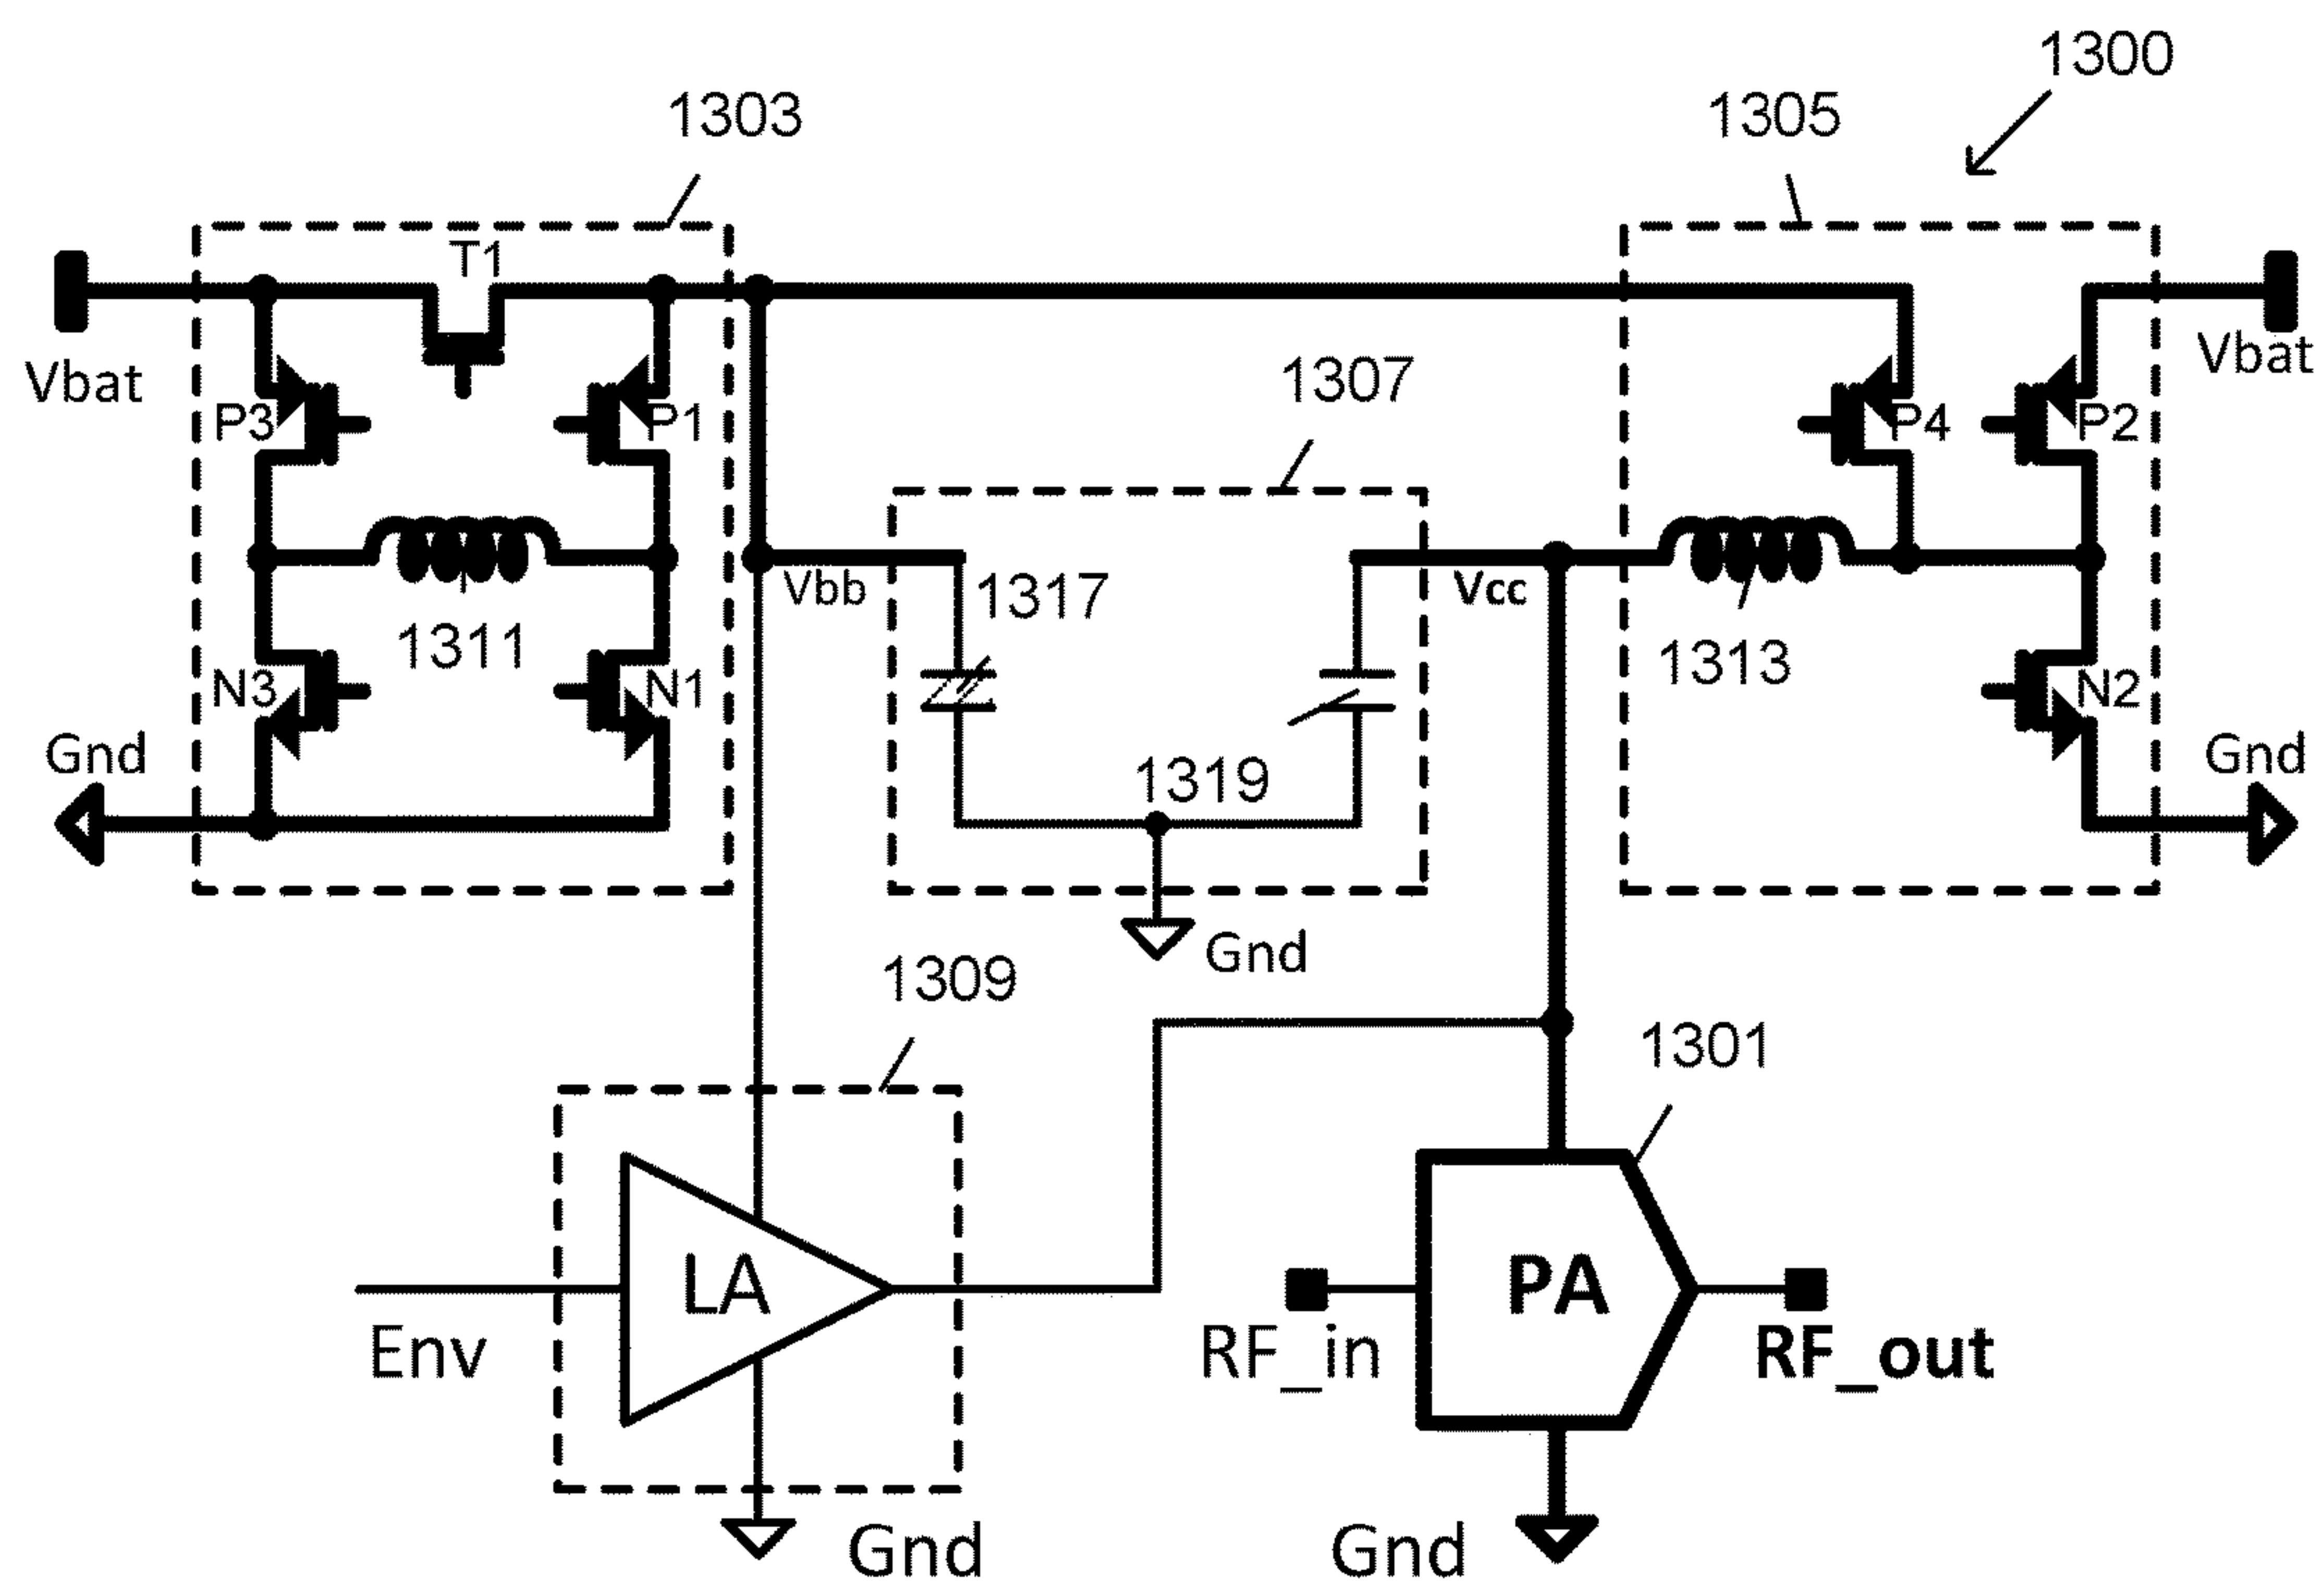 1300
1303
1305
T1
Vbat
Vbat
1307
P3
P1
P4
P2
Vbb
1317
Vcc
1311
1313
N3
N1
N2
Gnd
1319
Gnd
Gnd
1309
1301
LA
PA
Env
RF_in
RF_out
Gnd
Gnd